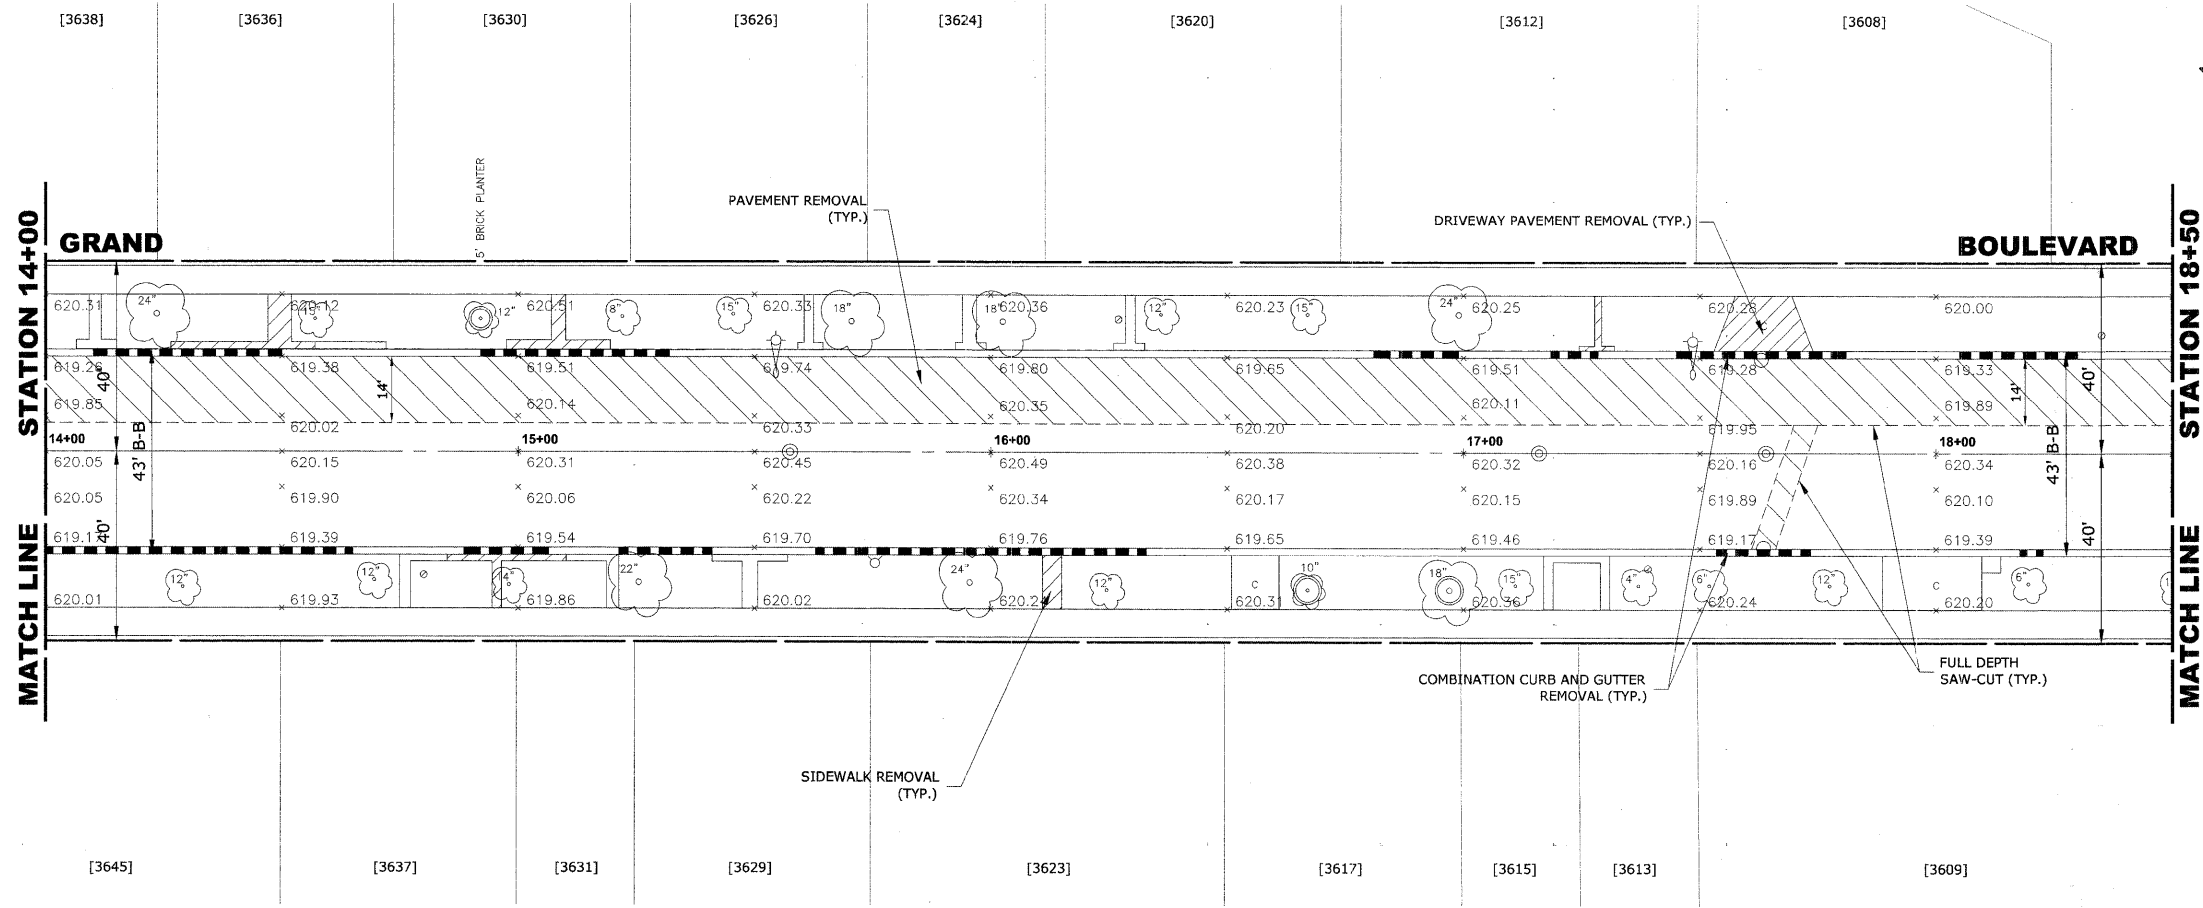 [3638] [3636] [3630] [3626] [3624] [3620] [3612] [3608]
5' BRICK PLANTER
PAVEMENT REMOVAL
(TYP.)
DRIVEWAY PAVEMENT REMOVAL (TYP.)
STATION 14+00
GRAND
BOULEVARD
STATION 18+50
24" 15" 12" 8" 15" 18" 18" 12" 15" 24"
620.31 620.12 620.51 620.33 620.36 620.23 620.25 620.28 620.00
619.28 619.38 619.51 619.74 619.80 619.65 619.51 619.28 619.33
40' 14' 14' 40'
619.85 620.14 620.35 620.11 619.89
620.02 620.33 620.20 619.95
14+00 15+00 16+00 17+00 18+00
43' B-B 43' B-B
620.05 620.15 620.31 620.45 620.49 620.38 620.32 620.16 620.34
620.05 619.90 620.06 620.22 620.34 620.17 620.15 619.89 620.10
40' 40'
619.17 619.39 619.54 619.70 619.76 619.65 619.46 619.17 619.39
12" 12" 14" 22" 24" 12" C 10" 18" 15" 4" 6" 12" C 6"
620.01 619.93 619.86 620.02 620.24 620.31 620.36 620.24 620.20
MATCH LINE
MATCH LINE
FULL DEPTH
SAW-CUT (TYP.)
COMBINATION CURB AND GUTTER
REMOVAL (TYP.)
SIDEWALK REMOVAL
(TYP.)
[3645] [3637] [3631] [3629] [3623] [3617] [3615] [3613] [3609]